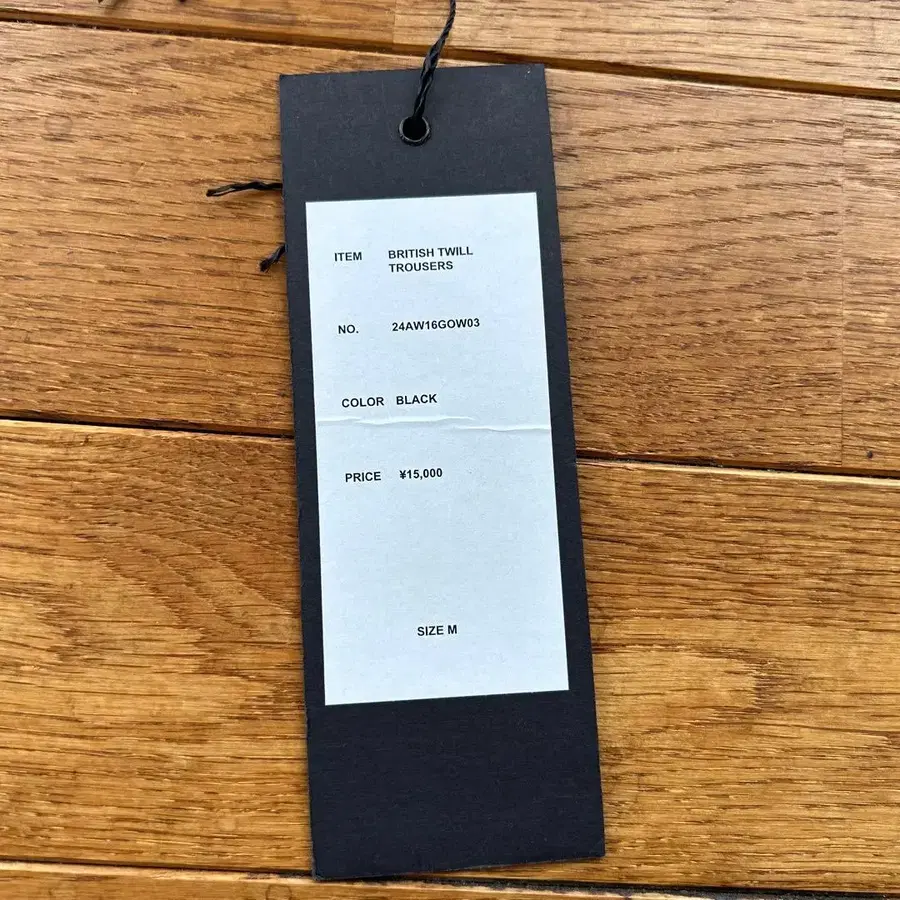 ITEM BRITISH TWILL
TROUSERS
NO. 24AW16GOW03
COLOR BLACK
PRICE ¥15,000
SIZE M